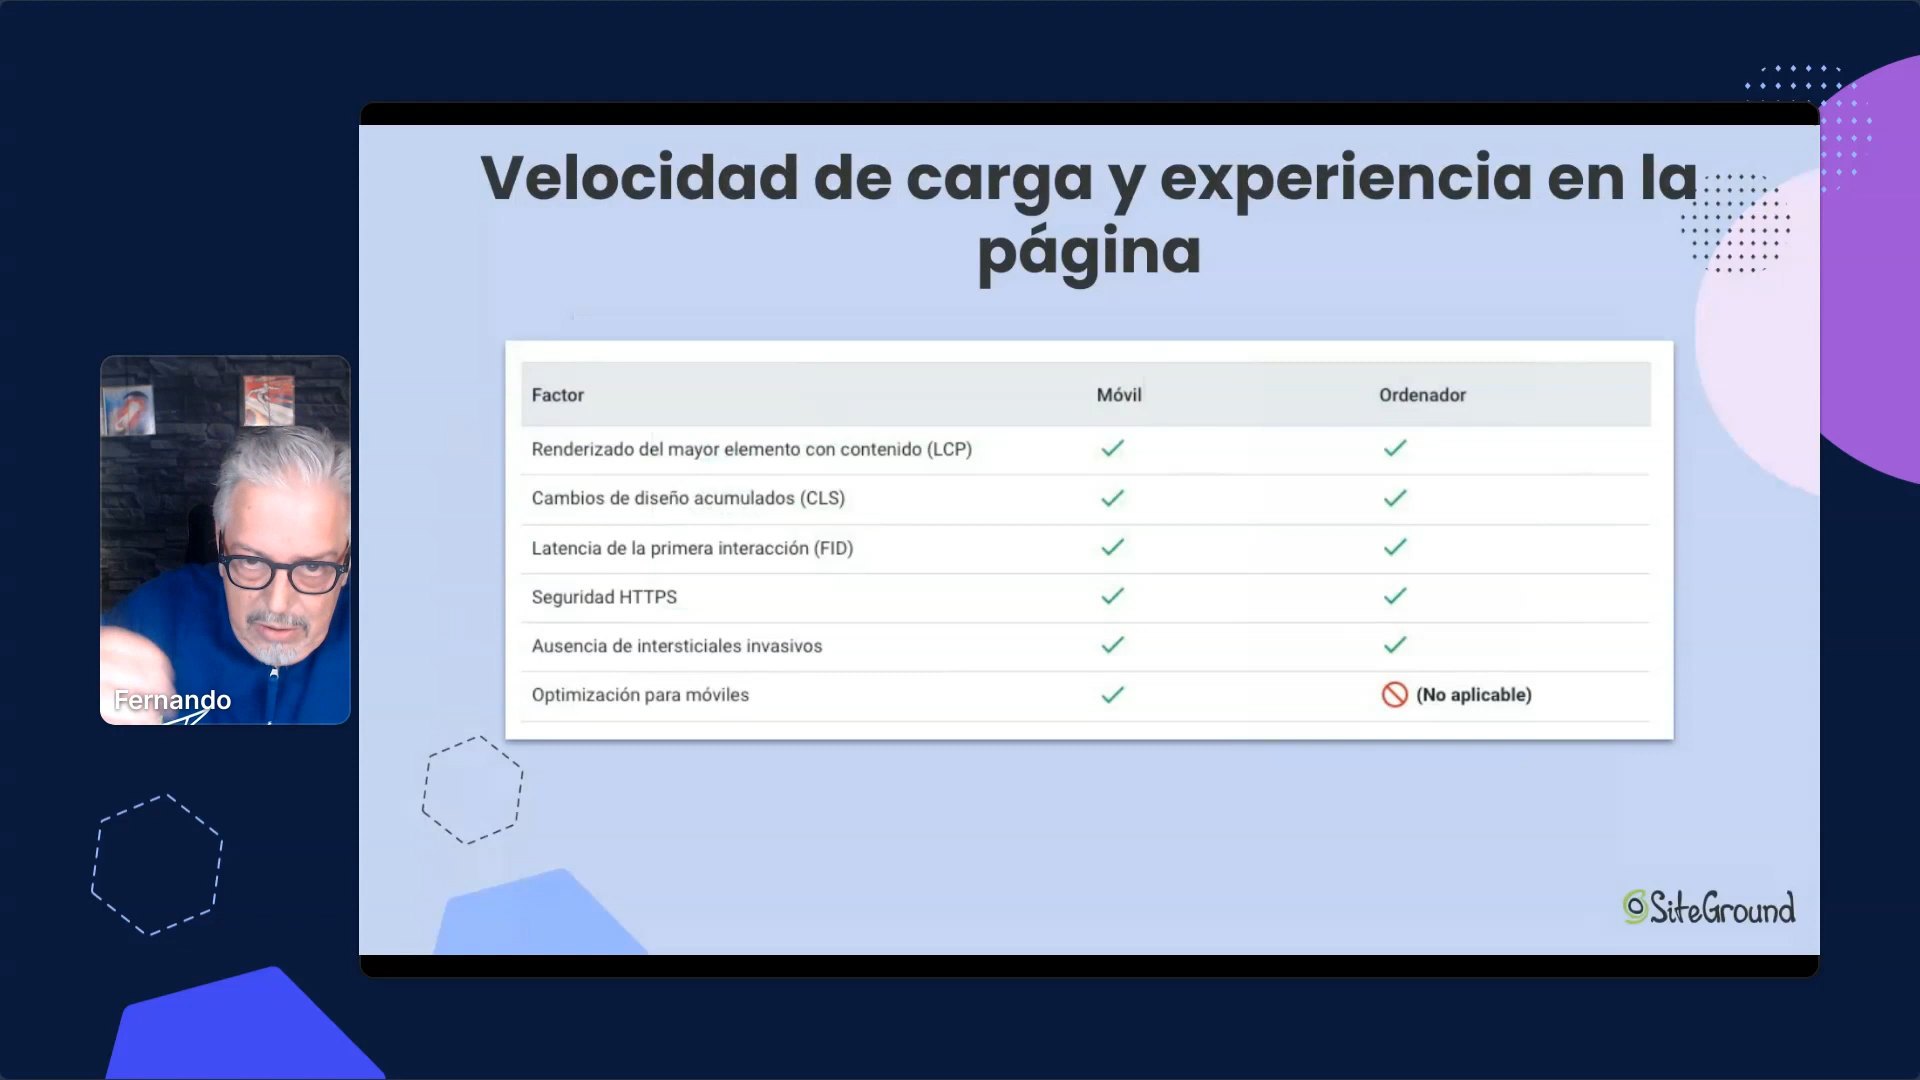 Velocidad de carga y experiencia en la
página
Factor Móvil Ordenador
Renderizado del mayor elemento con contenido (LCP)
Cambios de diseño acumulados (CLS)
Latencia de la primera interacción (FID)
Seguridad HTTPS
Ausencia de intersticiales invasivos
Optimización para móviles (No aplicable)
Fernando
SiteGround